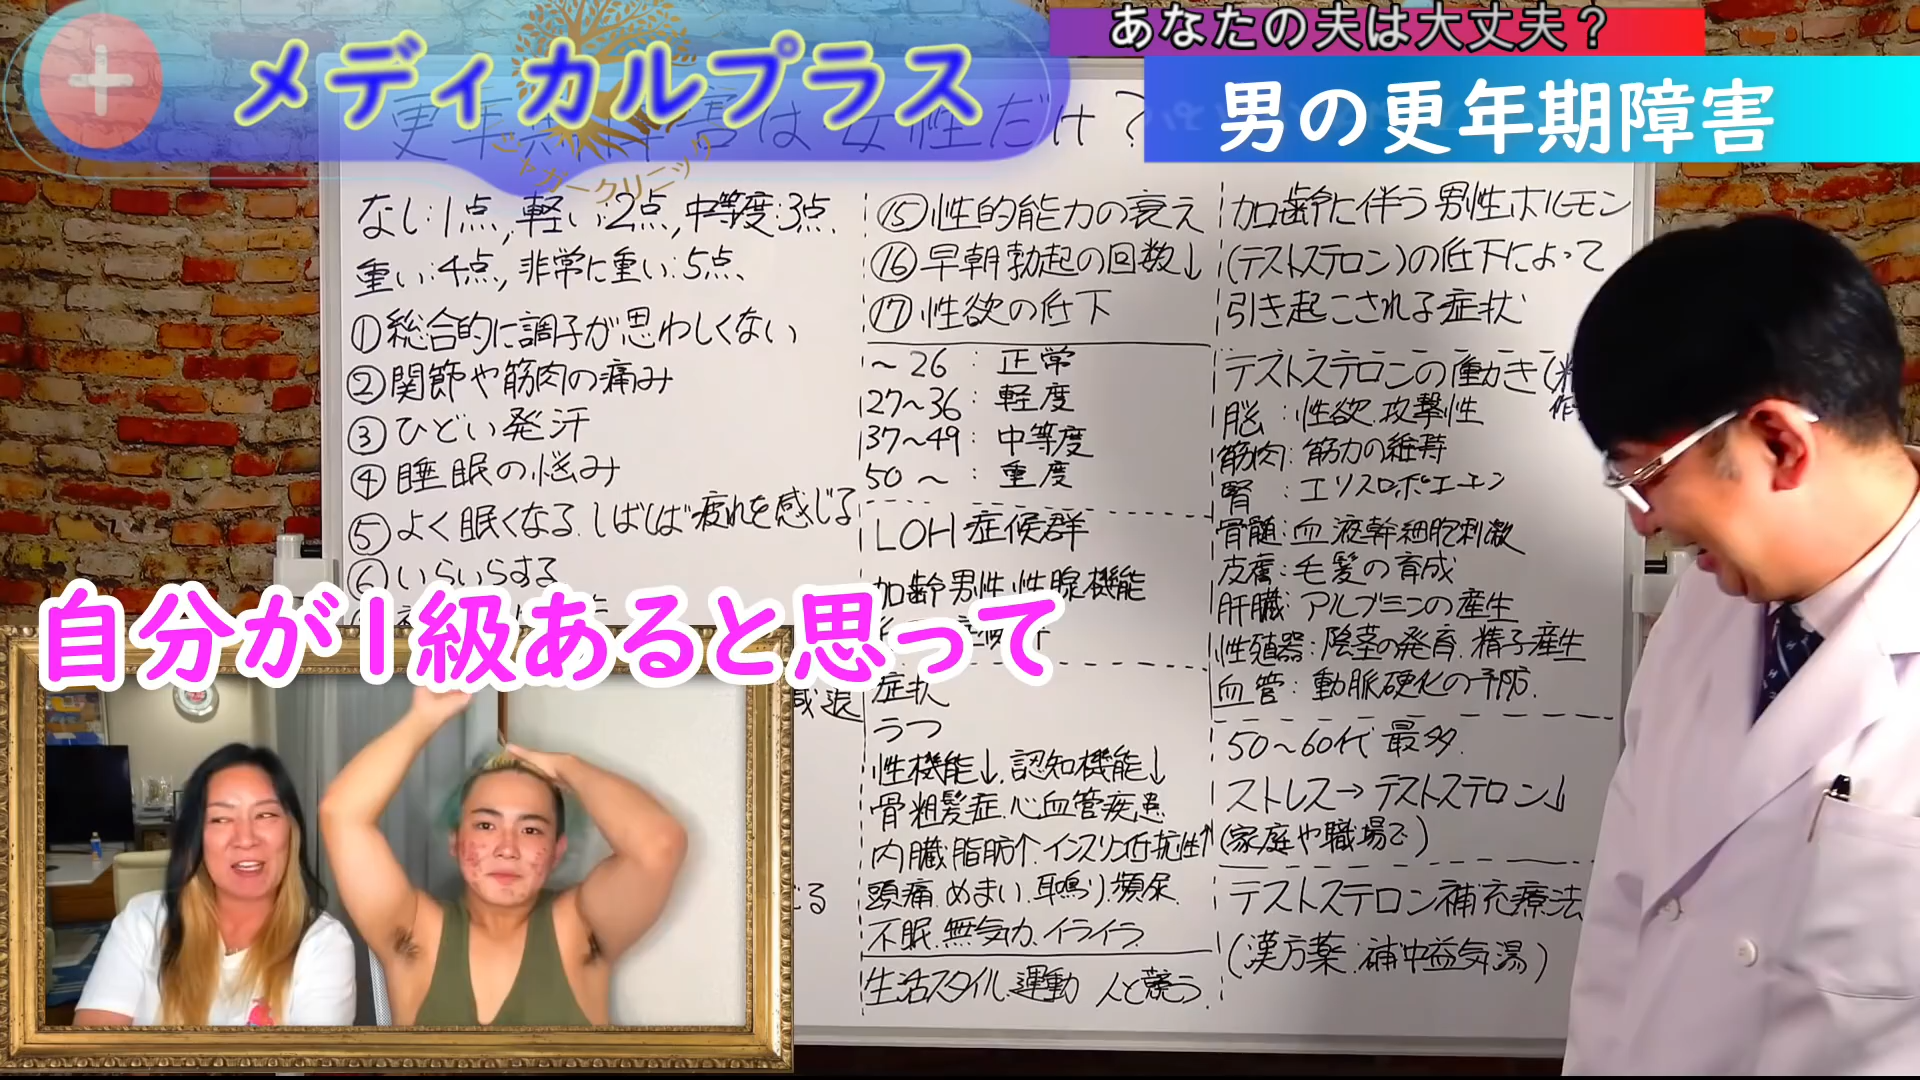 メディカルプラス
あなたの夫は大丈夫？
男の更年期障害
更年期障害は女性だけ？
ジャガークリニック
なし:1点,軽い:2点,中等度:3点.
重い:4点,非常に重い:5点、
①総合的に調子が思わしくない
②関節や筋肉の痛み
③ひどい発汗
④睡眠の悩み
⑤よく眠くなる.しばしば疲れを感じる
⑥いらいらする
減退
じる
⑮性的能力の衰え
⑯早朝勃起の回数↓
⑰性欲の低下
～26:正常
27～36:軽度
37～49:中等度
50～:重度
LOH症候群
加齢男性性腺機能
症状
うつ
性機能↓.認知機能↓
骨粗髪症.心血管疾患
内臓脂肪↑.インスリン抵抗性↑
頭痛.めまい.耳鳴り.頻尿.
不眠.無気力.イライラ.
生活スタイル.運動 人と競う.
加齢に伴う男性ホルモン
(テストステロン)の低下によって
引き起こされる症状
テストステロンの働き(
脳:性欲.攻撃性
筋肉:筋力の維持
腎:エリスロポエエン
骨髄:血液幹細胞刺激
皮膚:毛髪の育成
肝臓:アルブミンの産生
性殖器:陰茎の発育.精子産生
血管:動脈硬化の予防.
50～60代 最多.
ストレス→テストステロン↓
(家庭や職場で)
テストステロン補充療法
(漢方薬:補中益気湯)
自分が1級あると思って